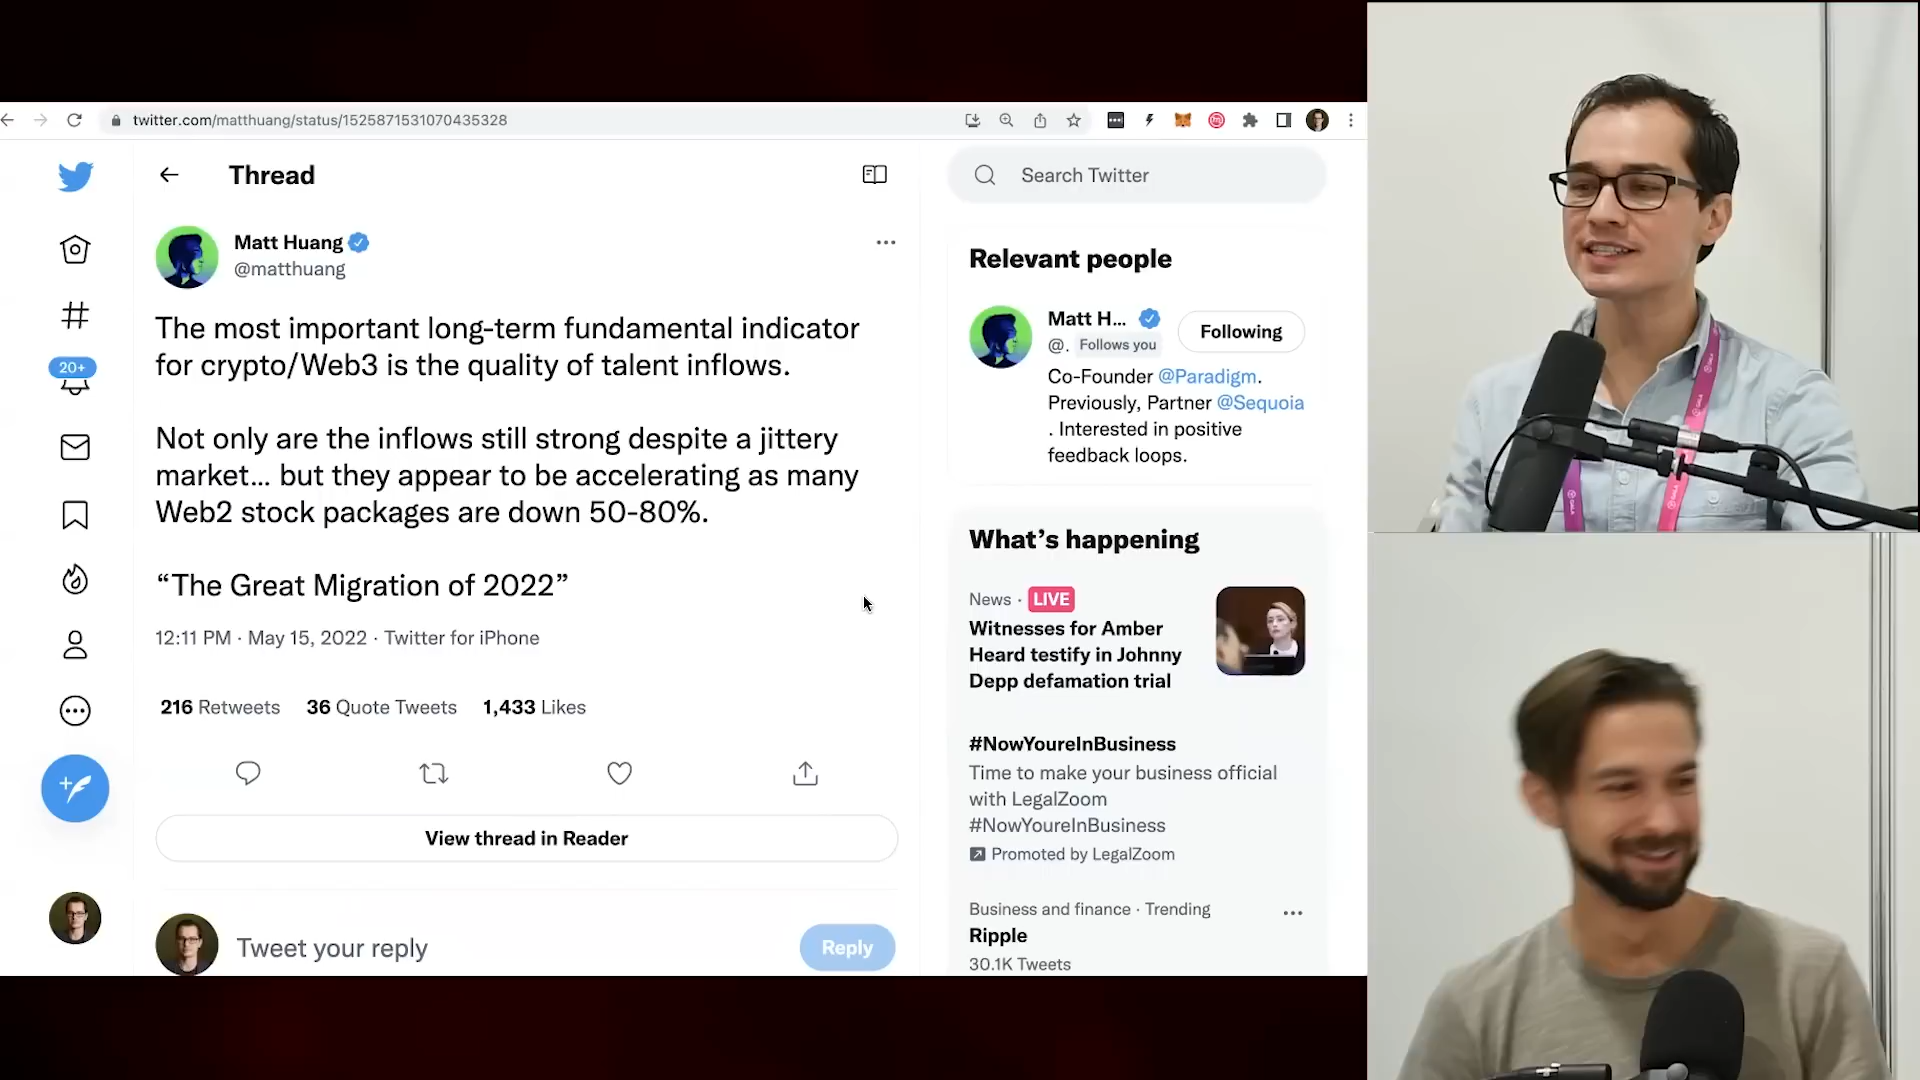 twitter.com/matthuang/status/1525871531070435328
Thread
Search Twitter
Matt Huang
@matthuang
The most important long-term fundamental indicator
for crypto/Web3 is the quality of talent inflows.
Not only are the inflows still strong despite a jittery
market... but they appear to be accelerating as many
Web2 stock packages are down 50-80%.
“The Great Migration of 2022”
12:11 PM · May 15, 2022 · Twitter for iPhone
216 Retweets 36 Quote Tweets 1,433 Likes
View thread in Reader
Tweet your reply
Reply
20+
Relevant people
Matt H...
@. Follows you
Following
Co-Founder @Paradigm.
Previously, Partner @Sequoia
. Interested in positive
feedback loops.
What’s happening
News · LIVE
Witnesses for Amber
Heard testify in Johnny
Depp defamation trial
#NowYoureInBusiness
Time to make your business official
with LegalZoom
#NowYoureInBusiness
Promoted by LegalZoom
Business and finance · Trending
Ripple
30.1K Tweets
GALA
GALA
GALA